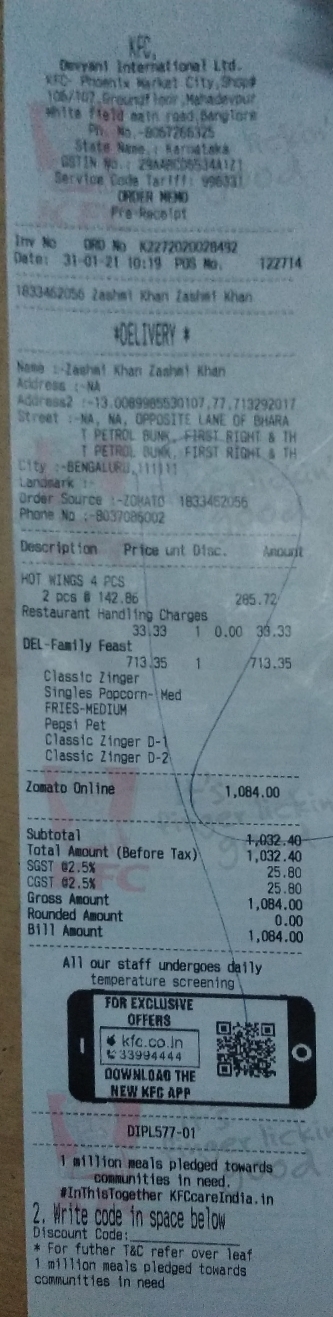 KFC,
Devyani International Ltd.
KFC- Phoenix Market City,Shop#
106/107,Groundfloor,Mahadevpur
White field main road,Banglore
Ph. No.-8067266325
State Name.: Karnataka
GSTIN No.: 29AABCD6534A1Z1
Service Code Tariff: 996331
ORDER MEMO
Pre-Receipt
Inv No ORD No K2272020028492
Date: 31-01-21 10:19 POS No. 122714
1833462056 Zashmi Khan Zashmi Khan
*DELIVERY *
Name :-Zashmi Khan Zashmi Khan
Address :-NA
Address2 :-13.0089985530107,77.713292017
Street :-NA, NA, OPPOSITE LANE OF BHARA
T PETROL BUNK, FIRST RIGHT & TH
T PETROL BUNK, FIRST RIGHT & TH
City :-BENGALURU,111111
Landmark :-
Order Source :-ZOMATO 1833462056
Phone No :-8037086002
Description Price unt Disc. Amount
HOT WINGS 4 PCS
2 pcs @ 142.86 285.72
Restaurant Handling Charges
33.33 1 0.00 33.33
DEL-Family Feast
713.35 1 713.35
Classic Zinger
Singles Popcorn- Med
FRIES-MEDIUM
Pepsi Pet
Classic Zinger D-1
Classic Zinger D-2
Zomato Online 1,084.00
Subtotal 1,032.40
Total Amount (Before Tax) 1,032.40
SGST @2.5% 25.80
CGST @2.5% 25.80
Gross Amount 1,084.00
Rounded Amount 0.00
Bill Amount 1,084.00
All our staff undergoes daily
temperature screening
FOR EXCLUSIVE
OFFERS
kfc.co.in
33994444
DOWNLOAD THE
NEW KFC APP
DIPL577-01
1 million meals pledged towards
communities in need.
#InThisTogether KFCcareIndia.in
2. Write code in space below
Discount Code:
* For futher T&C refer over leaf
1 million meals pledged towards
communities in need